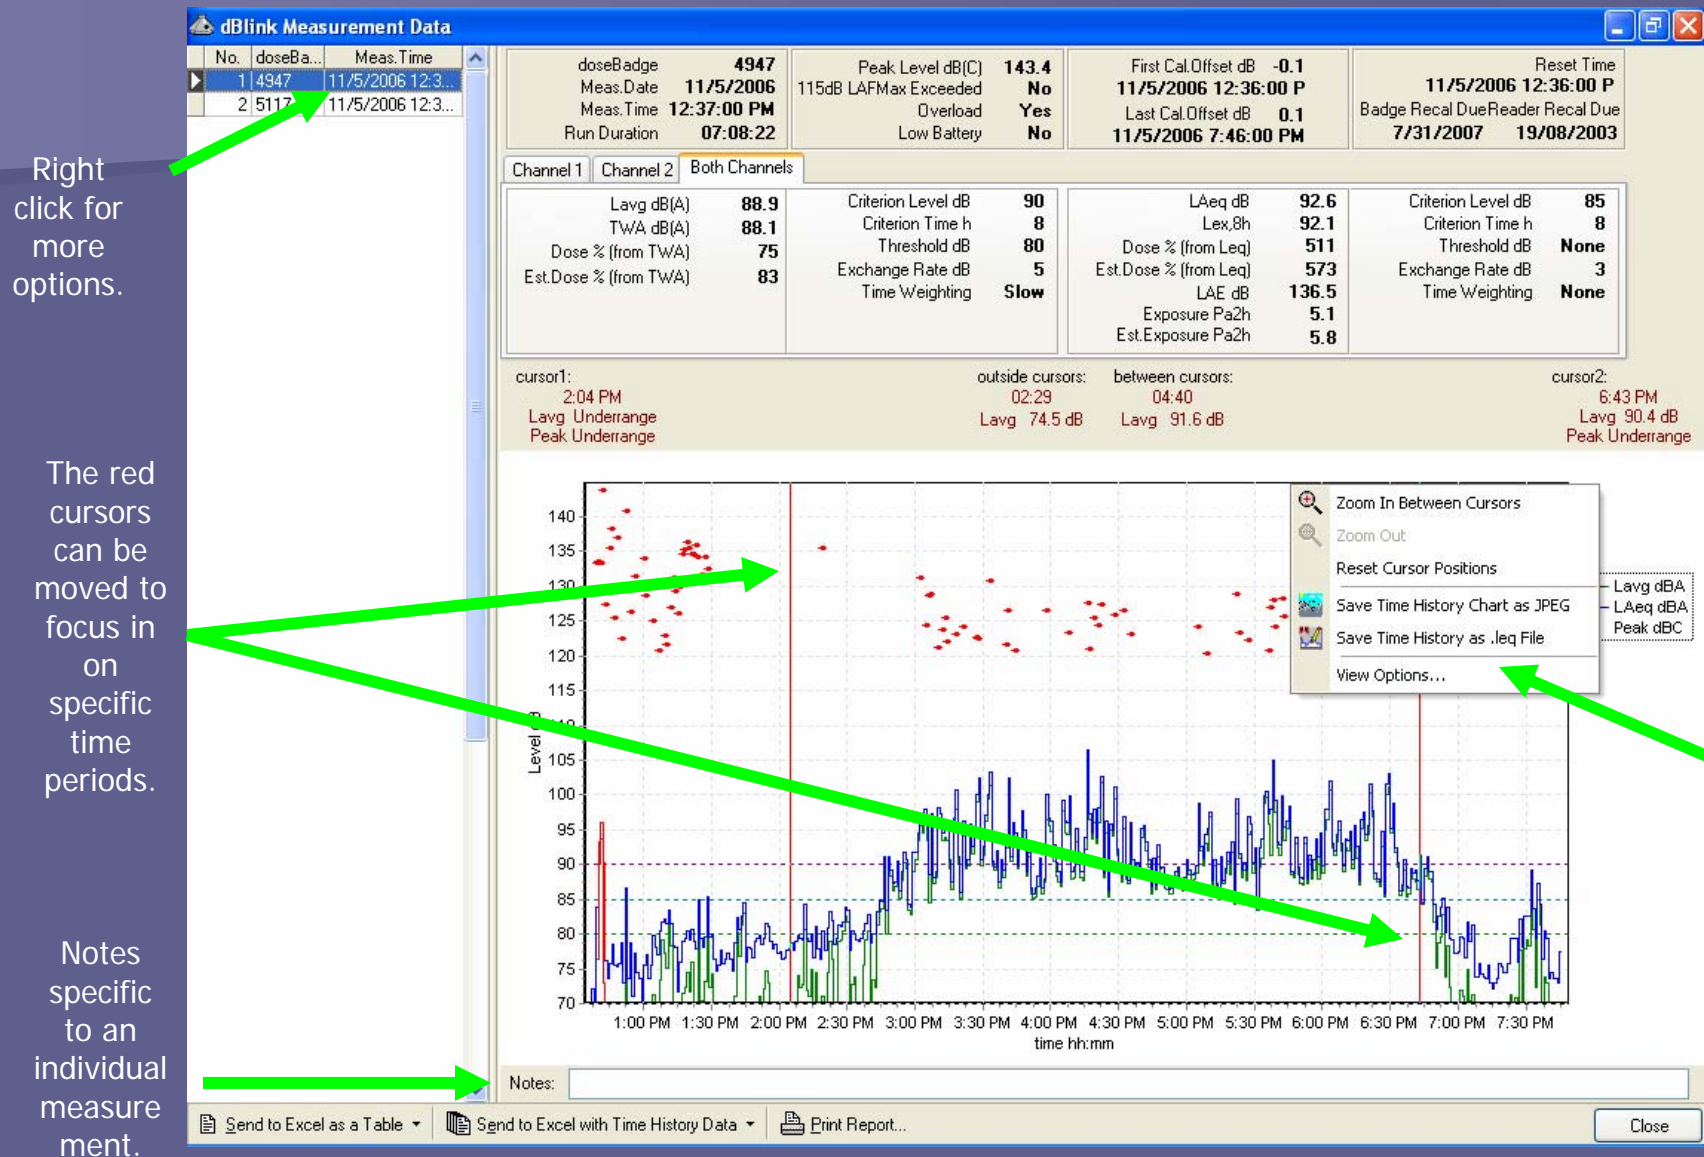 dBlink Measurement Data
No. doseBa... Meas.Time
1 4947 11/5/2006 12:3...
2 5117 11/5/2006 12:3...
Right
click for
more
options.
The red
cursors
can be
moved to
focus in
on
specific
time
periods.
Notes
specific
to an
individual
measure
ment.
doseBadge 4947
Meas.Date 11/5/2006
Meas.Time 12:37:00 PM
Run Duration 07:08:22
Peak Level dB(C) 143.4
115dB LAFMax Exceeded No
Overload Yes
Low Battery No
First Cal.Offset dB -0.1
11/5/2006 12:36:00 P
Last Cal.Offset dB 0.1
11/5/2006 7:46:00 PM
Reset Time
11/5/2006 12:36:00 P
Badge Recal Due Reader Recal Due
7/31/2007 19/08/2003
Channel 1 Channel 2 Both Channels
Lavg dB(A) 88.9
TWA dB(A) 88.1
Dose % (from TWA) 75
Est.Dose % (from TWA) 83
Criterion Level dB 90
Criterion Time h 8
Threshold dB 80
Exchange Rate dB 5
Time Weighting Slow
LAeq dB 92.6
Lex,8h 92.1
Dose % (from Leq) 511
Est.Dose % (from Leq) 573
LAE dB 136.5
Exposure Pa2h 5.1
Est.Exposure Pa2h 5.8
Criterion Level dB 85
Criterion Time h 8
Threshold dB None
Exchange Rate dB 3
Time Weighting None
cursor1:
2:04 PM
Lavg Underrange
Peak Underrange
outside cursors:
02:29
Lavg 74.5 dB
between cursors:
04:40
Lavg 91.6 dB
cursor2:
6:43 PM
Lavg 90.4 dB
Peak Underrange
Level dB
140
135
130
125
120
115
110
105
100
95
90
85
80
75
70
1:00 PM 1:30 PM 2:00 PM 2:30 PM 3:00 PM 3:30 PM 4:00 PM 4:30 PM 5:00 PM 5:30 PM 6:00 PM 6:30 PM 7:00 PM 7:30 PM
time hh:mm
Zoom In Between Cursors
Zoom Out
Reset Cursor Positions
Save Time History Chart as JPEG
Save Time History as .leq File
View Options...
Lavg dBA
LAeq dBA
Peak dBC
Notes:
Send to Excel as a Table
Send to Excel with Time History Data
Print Report...
Close